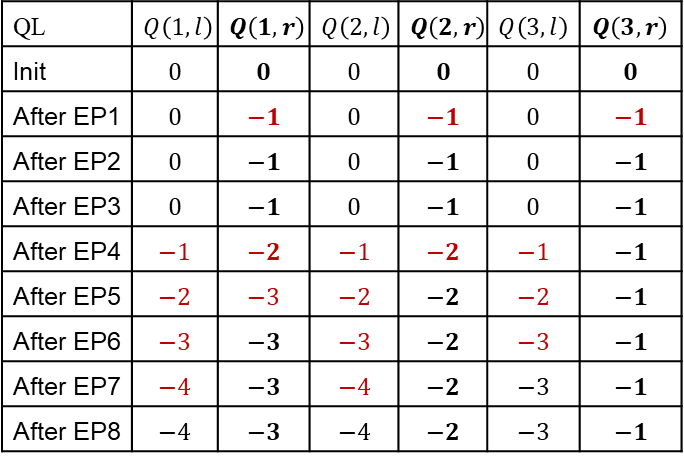 QL Q(1, l) Q(1, r) Q(2, l) Q(2, r) Q(3, l) Q(3, r)
Init 0 0 0 0 0 0
After EP1 0 −1 0 −1 0 −1
After EP2 0 −1 0 −1 0 −1
After EP3 0 −1 0 −1 0 −1
After EP4 −1 −2 −1 −2 −1 −1
After EP5 −2 −3 −2 −2 −2 −1
After EP6 −3 −3 −3 −2 −3 −1
After EP7 −4 −3 −4 −2 −3 −1
After EP8 −4 −3 −4 −2 −3 −1